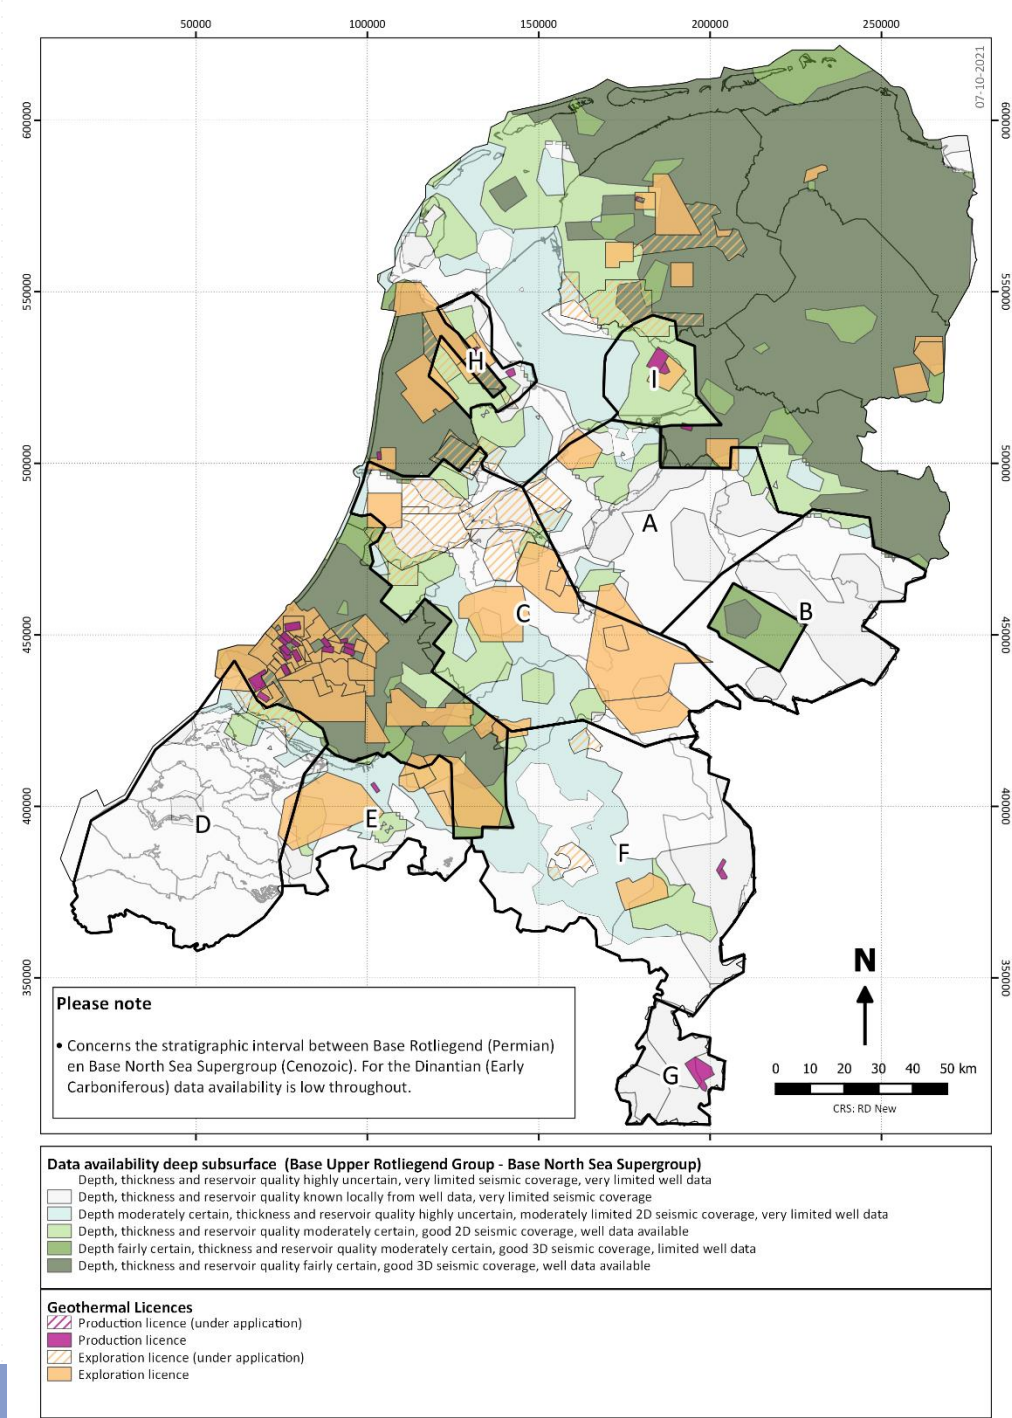 50000 100000 150000 200000 250000
07-10-2021
600000 600000
550000 550000
H
I
500000 500000
A
C
B
450000 450000
400000 400000
D
E
F
N
350000 350000
Please note
• Concerns the stratigraphic interval between Base Rotliegend (Permian)
en Base North Sea Supergroup (Cenozoic). For the Dinantian (Early
Carboniferous) data availability is low throughout.
G
0 10 20 30 40 50 km
CRS: RD New
Data availability deep subsurface (Base Upper Rotliegend Group - Base North Sea Supergroup)
Depth, thickness and reservoir quality highly uncertain, very limited seismic coverage, very limited well data
Depth, thickness and reservoir quality known locally from well data, very limited seismic coverage
Depth moderately certain, thickness and reservoir quality highly uncertain, moderately limited 2D seismic coverage, very limited well data
Depth, thickness and reservoir quality moderately certain, good 2D seismic coverage, well data available
Depth fairly certain, thickness and reservoir quality moderately certain, good 3D seismic coverage, limited well data
Depth, thickness and reservoir quality fairly certain, good 3D seismic coverage, well data available
Geothermal Licences
Production licence (under application)
Production licence
Exploration licence (under application)
Exploration licence